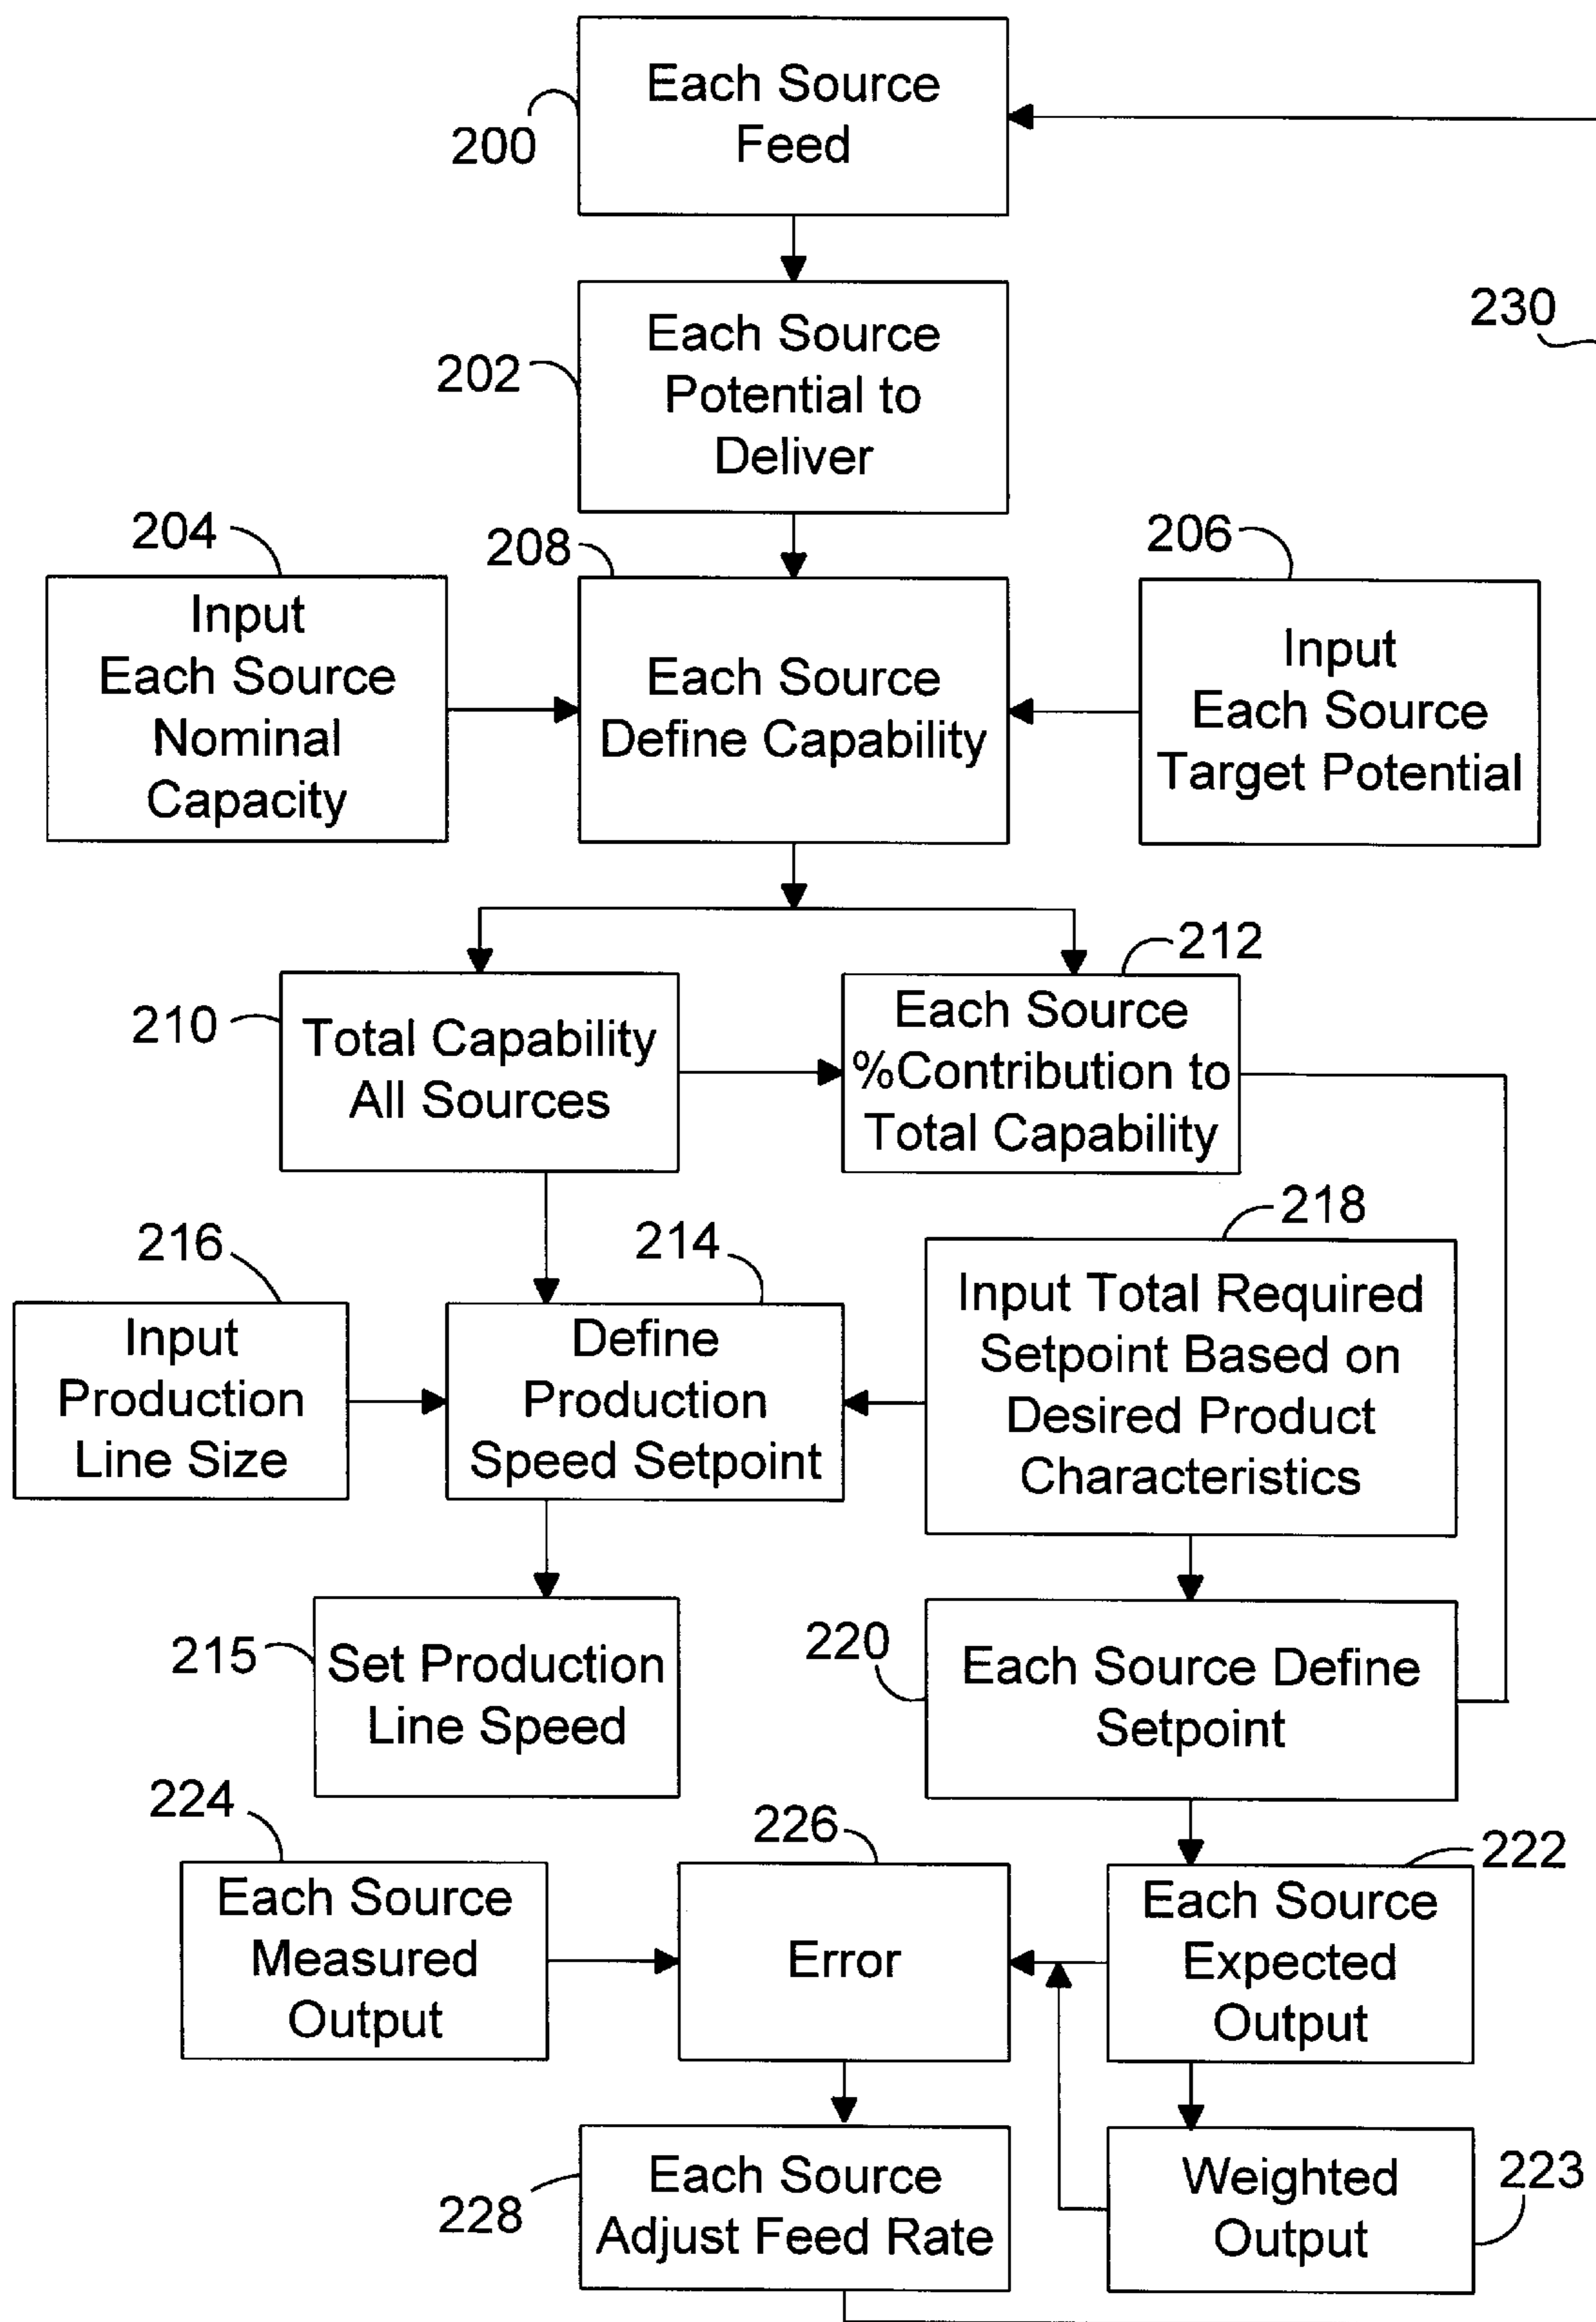 Each Source
Feed
200
230
Each Source
Potential to
Deliver
202
204
208
206
Input
Each Source
Nominal
Capacity
Each Source
Define Capability
Input
Each Source
Target Potential
212
210
Total Capability
All Sources
Each Source
%Contribution to
Total Capability
218
216
214
Input
Production
Line Size
Define
Production
Speed Setpoint
Input Total Required
Setpoint Based on
Desired Product
Characteristics
215
Set Production
Line Speed
220
Each Source Define
Setpoint
224
226
222
Each Source
Measured
Output
Error
Each Source
Expected
Output
228
Each Source
Adjust Feed Rate
Weighted
Output
223